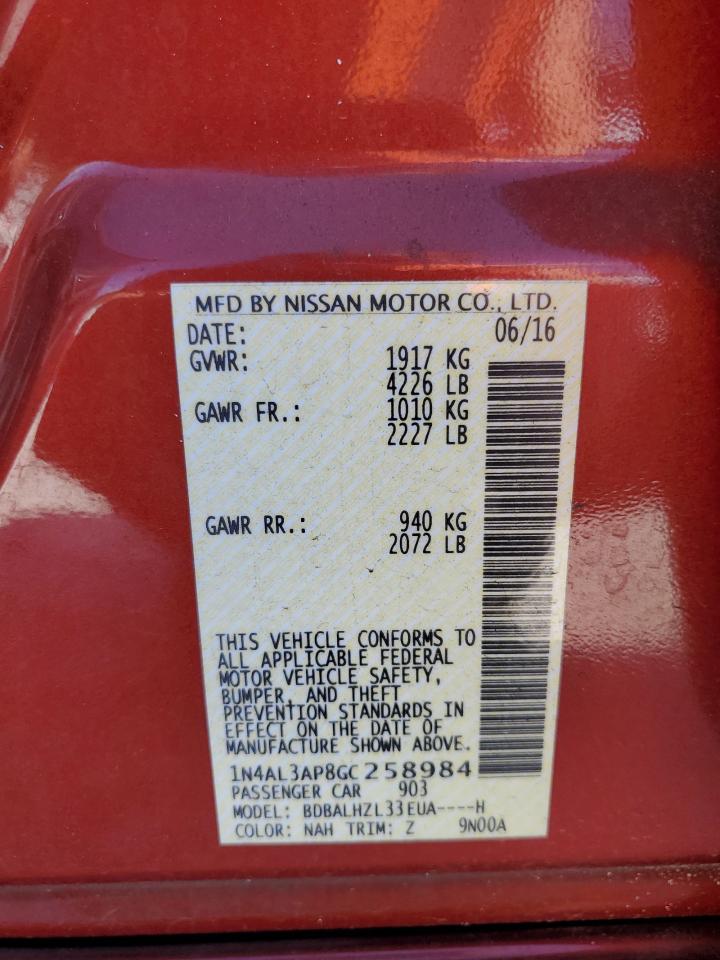 MFD BY NISSAN MOTOR CO., LTD.
DATE: 06/16
GVWR: 1917 KG
4226 LB
GAWR FR.: 1010 KG
2227 LB
GAWR RR.: 940 KG
2072 LB
THIS VEHICLE CONFORMS TO
ALL APPLICABLE FEDERAL
MOTOR VEHICLE SAFETY,
BUMPER, AND THEFT
PREVENTION STANDARDS IN
EFFECT ON THE DATE OF
MANUFACTURE SHOWN ABOVE.
1N4AL3AP8GC258984
PASSENGER CAR 903
MODEL: BDBALHZL33EUA----H
COLOR: NAH TRIM: Z 9N00A